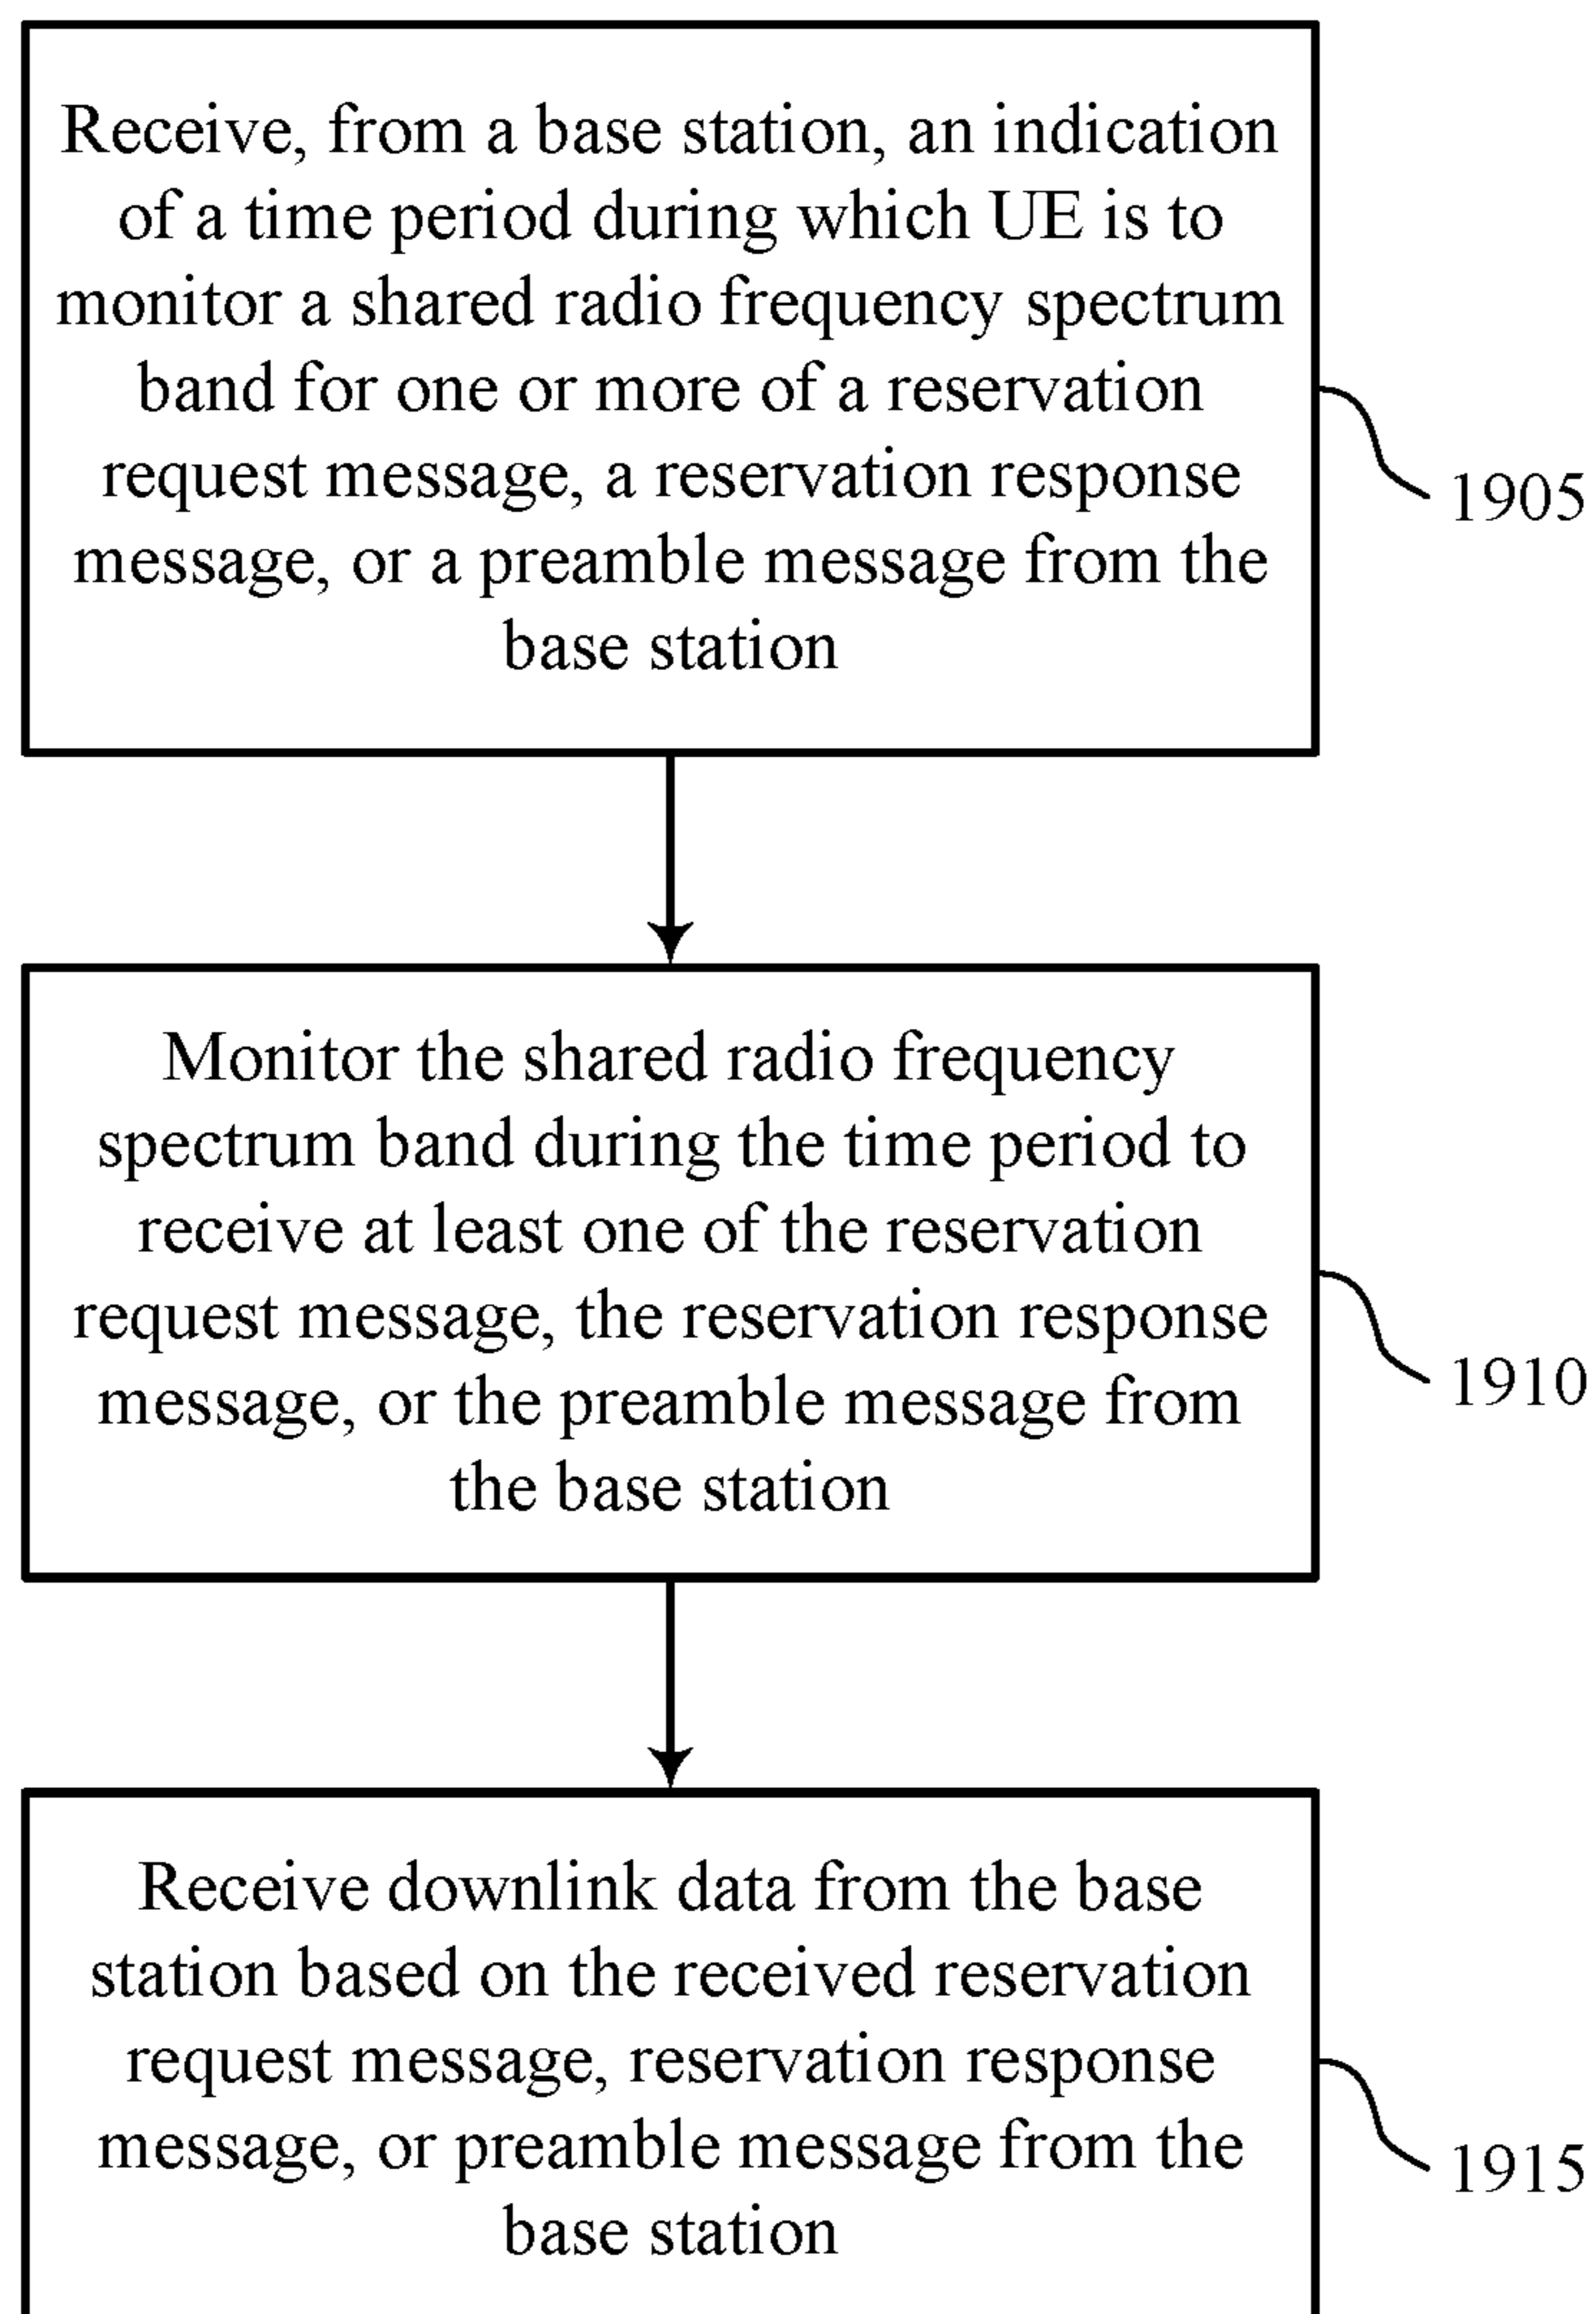 Receive, from a base station, an indication
of a time period during which UE is to
monitor a shared radio frequency spectrum
band for one or more of a reservation
request message, a reservation response
message, or a preamble message from the
base station
1905
Monitor the shared radio frequency
spectrum band during the time period to
receive at least one of the reservation
request message, the reservation response
message, or the preamble message from
the base station
1910
Receive downlink data from the base
station based on the received reservation
request message, reservation response
message, or preamble message from the
base station
1915